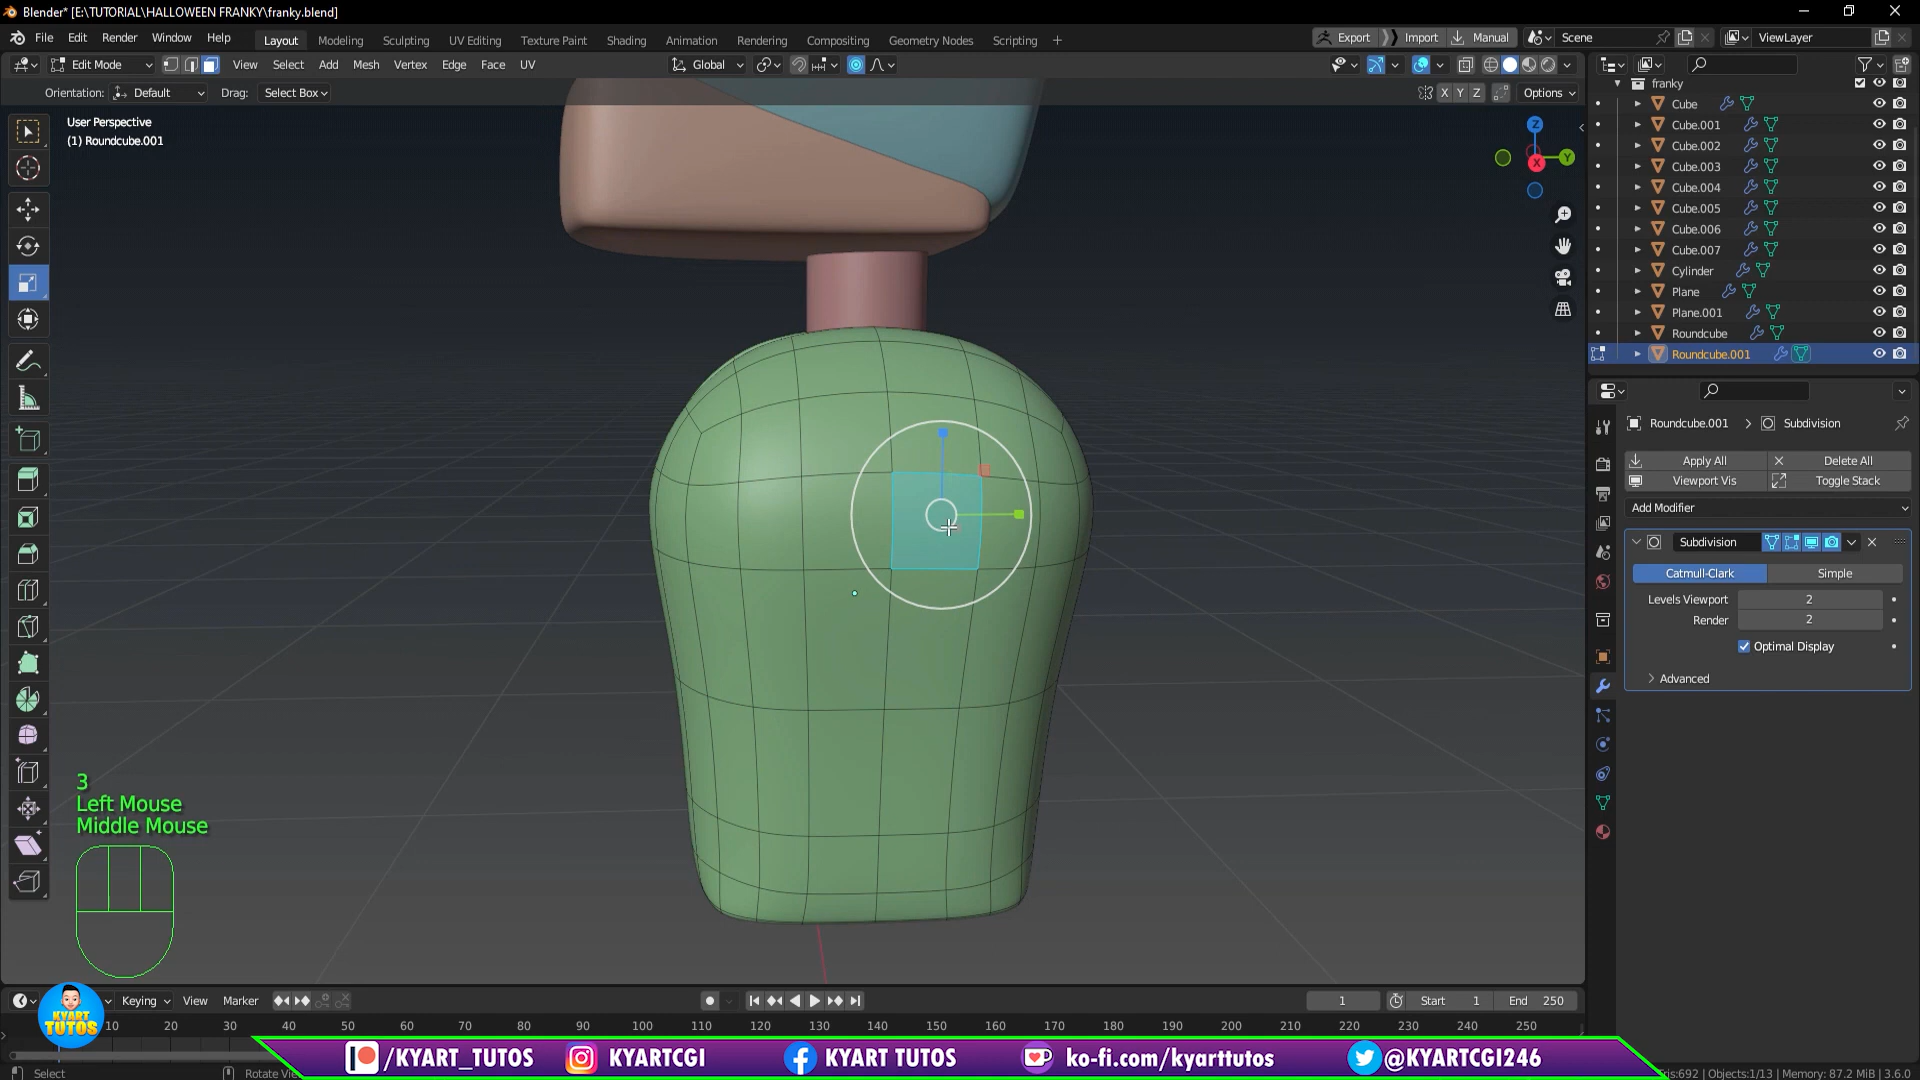 Blender* [E:\TUTORIAL\HALLOWEEN FRANKY\franky.blend]
File Edit Render Window Help Layout Modeling Sculpting UV Editing Texture Paint Shading Animation Rendering Compositing Geometry Nodes Scripting + Export Import Manual Scene ViewLayer
Edit Mode View Select Add Mesh Vertex Edge Face UV Global
Orientation: Default Drag: Select Box X Y Z Options
User Perspective
(1) Roundcube.001
Z
Y
X
franky
Cube
Cube.001
Cube.002
Cube.003
Cube.004
Cube.005
Cube.006
Cube.007
Cylinder
Plane
Plane.001
Roundcube
Roundcube.001
Roundcube.001 > Subdivision
Apply All Delete All
Viewport Vis Toggle Stack
Add Modifier
Subdivision
Catmull-Clark Simple
Levels Viewport 2
Render 2
Optimal Display
Advanced
3
Left Mouse
Middle Mouse
Keying View Marker 1 Start 1 End 250
KYART
TUTOS
10 20 30 40 50 60 70 80 90 100 110 120 130 140 150 160 170 180 190 200 210 220 230 240 250
/KYART_TUTOS KYARTCGI KYART TUTOS ko-fi.com/kyarttutos @KYARTCGI246
Select Rotate Vie ris:692 | Objects:1/13 | Memory: 87.2 MiB | 3.6.0